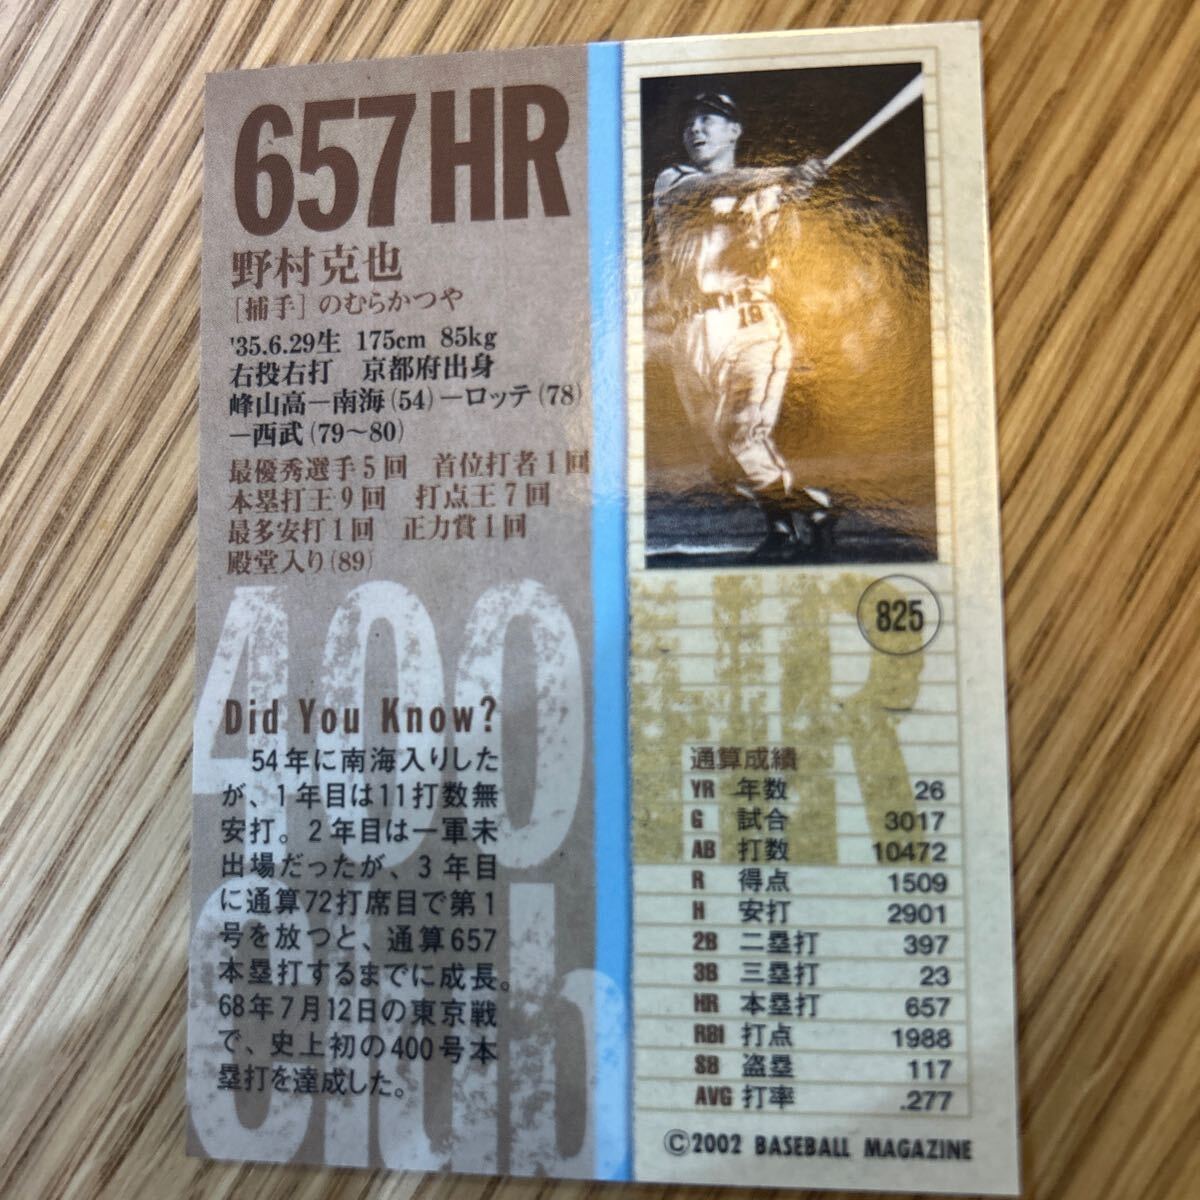 657HR
野村克也
[捕手] のむらかつや
'35.6.29生 175cm 85kg
右投右打 京都府出身
峰山高－南海(54)－ロッテ(78)
－西武(79～80)
最優秀選手5回 首位打者1回
本塁打王9回 打点王7回
最多安打1回 正力賞1回
殿堂入り(89)
400
Club
Did You Know?
54年に南海入りした
が、1年目は11打数無
安打。2年目は一軍未
出場だったが、3年目
に通算72打席目で第1
号を放つと、通算657
本塁打するまでに成長。
68年7月12日の東京戦
で、史上初の400号本
塁打を達成した。
19
HR
825
通算成績
YR 年数 26
G 試合 3017
AB 打数 10472
R 得点 1509
H 安打 2901
2B 二塁打 397
3B 三塁打 23
HR 本塁打 657
RBI 打点 1988
SB 盗塁 117
AVG 打率 .277
©2002 BASEBALL MAGAZINE